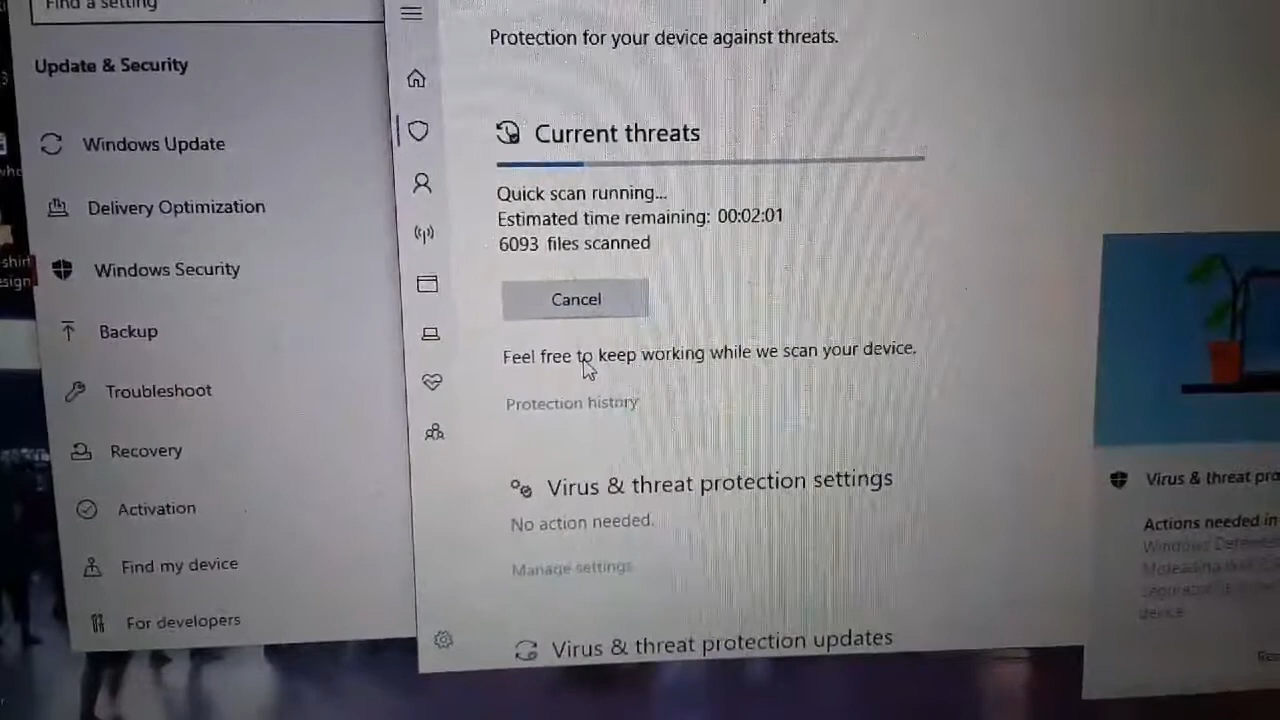 Find a setting
Update & Security
Windows Update
Delivery Optimization
Windows Security
Backup
Troubleshoot
Recovery
Activation
Find my device
For developers
Protection for your device against threats.
Current threats
Quick scan running...
Estimated time remaining: 00:02:01
6093 files scanned
Cancel
Feel free to keep working while we scan your device.
Protection history
Virus & threat protection settings
No action needed.
Manage settings
Virus & threat protection updates
Virus & threat pro
Actions needed in
Windows Defende
device.